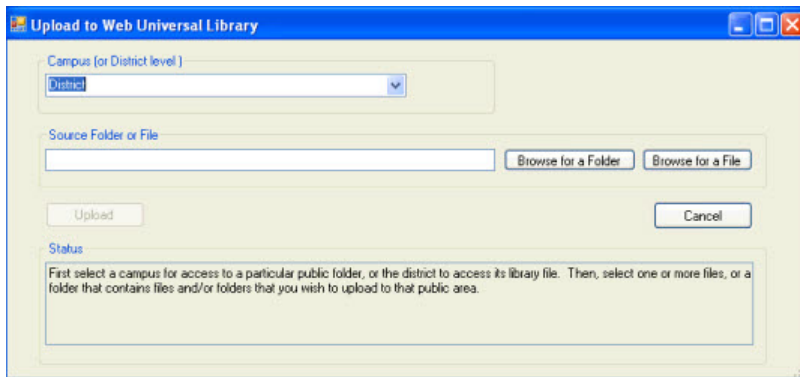 Upload to Web Universal Library
Campus (or District level )
District
Source Folder or File
Browse for a Folder
Browse for a File
Upload
Cancel
Status
First select a campus for access to a particular public folder, or the district to access its library file.  Then, select one or more files, or a
folder that contains files and/or folders that you wish to upload to that public area.